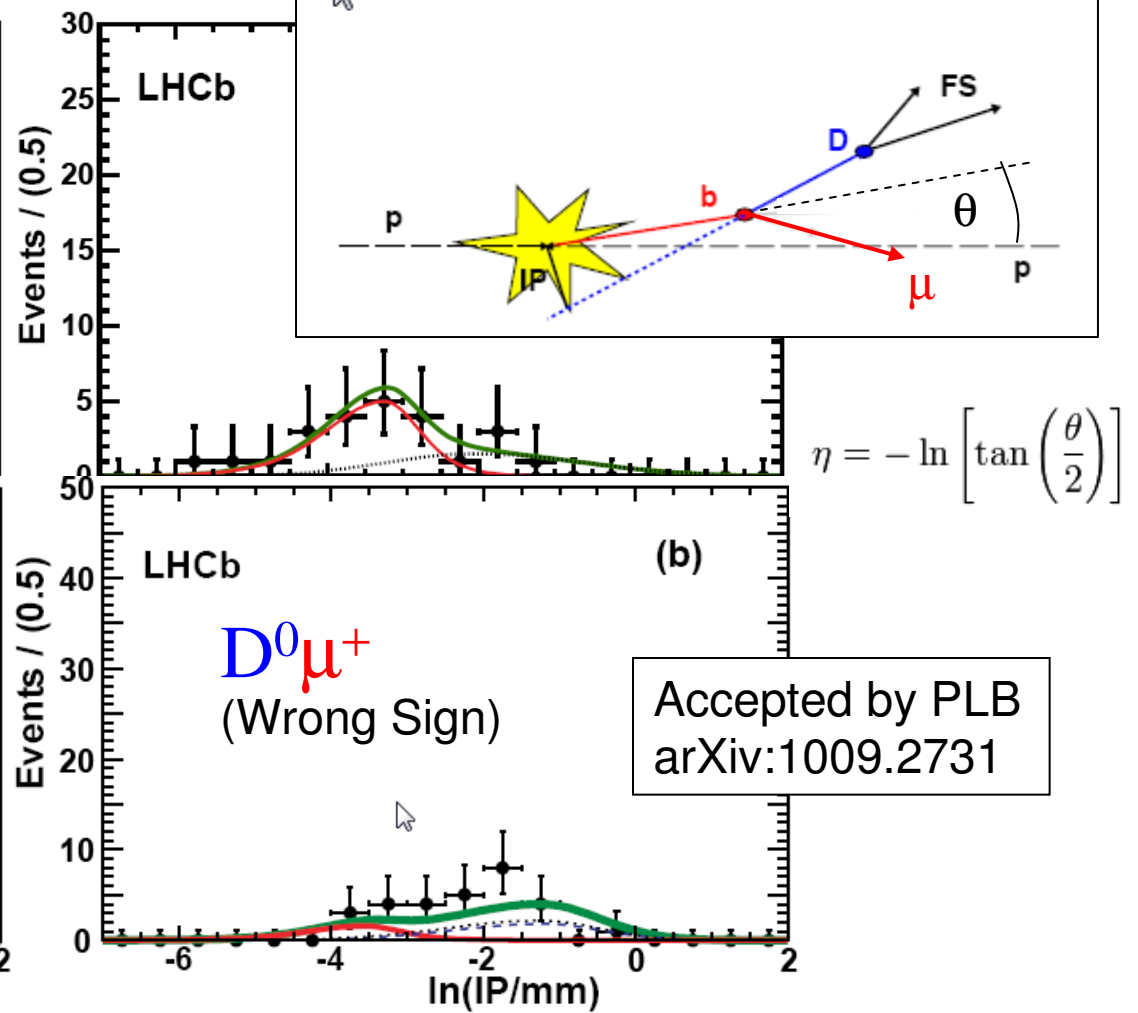 30
LHCb
25
20
15
10
5
0
Events / (0.5)
FS
D
b
θ
p
IP
p
μ
η = − ln [tan (θ/2)]
50
LHCb
(b)
40
30
20
10
0
Events / (0.5)
D⁰μ⁺
(Wrong Sign)
Accepted by PLB
arXiv:1009.2731
2
-6 -4 -2 0 2
ln(IP/mm)